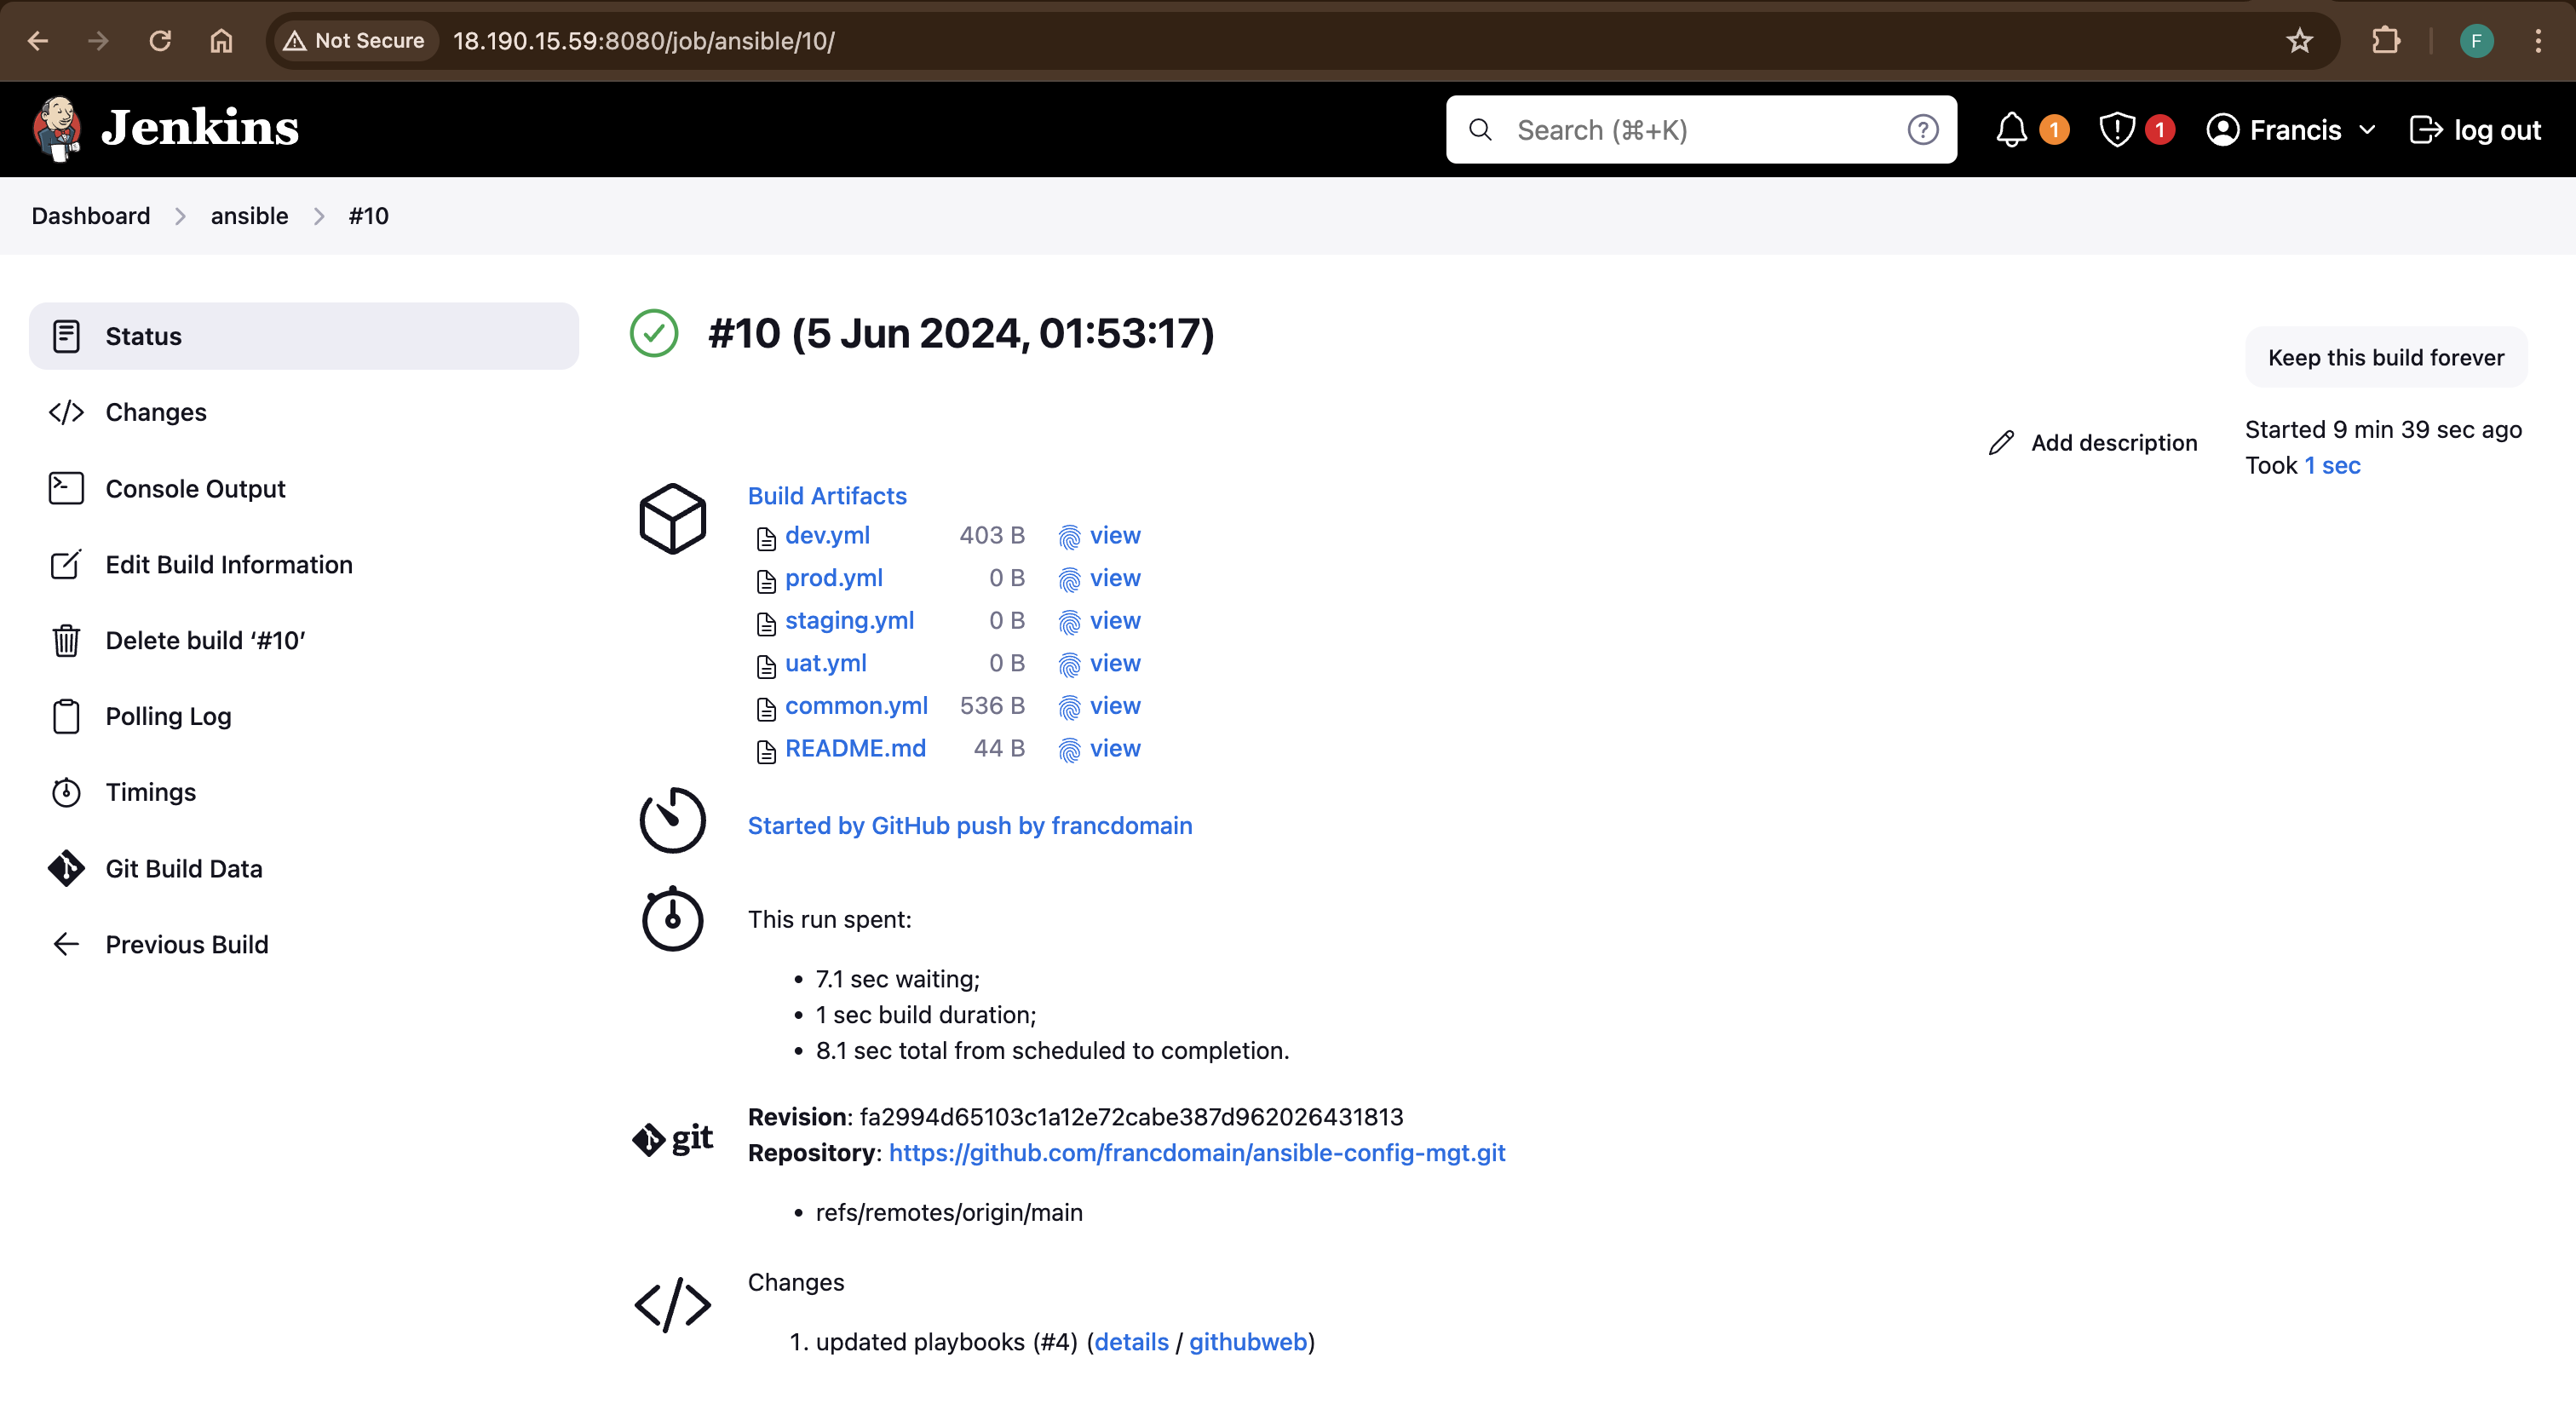 Not Secure 18.190.15.59:8080/job/ansible/10/ F
Jenkins Search (⌘+K) ? 1 1 Francis log out
Dashboard ansible #10
Status
Changes
Console Output
Edit Build Information
Delete build ‘#10’
Polling Log
Timings
Git Build Data
Previous Build
#10 (5 Jun 2024, 01:53:17)
Keep this build forever
Add description
Started 9 min 39 sec ago
Took 1 sec
Build Artifacts
dev.yml 403 B view
prod.yml 0 B view
staging.yml 0 B view
uat.yml 0 B view
common.yml 536 B view
README.md 44 B view
Started by GitHub push by francdomain
This run spent:
• 7.1 sec waiting;
• 1 sec build duration;
• 8.1 sec total from scheduled to completion.
git
Revision: fa2994d65103c1a12e72cabe387d962026431813
Repository: https://github.com/francdomain/ansible-config-mgt.git
• refs/remotes/origin/main
Changes
1. updated playbooks (#4) (details / githubweb)